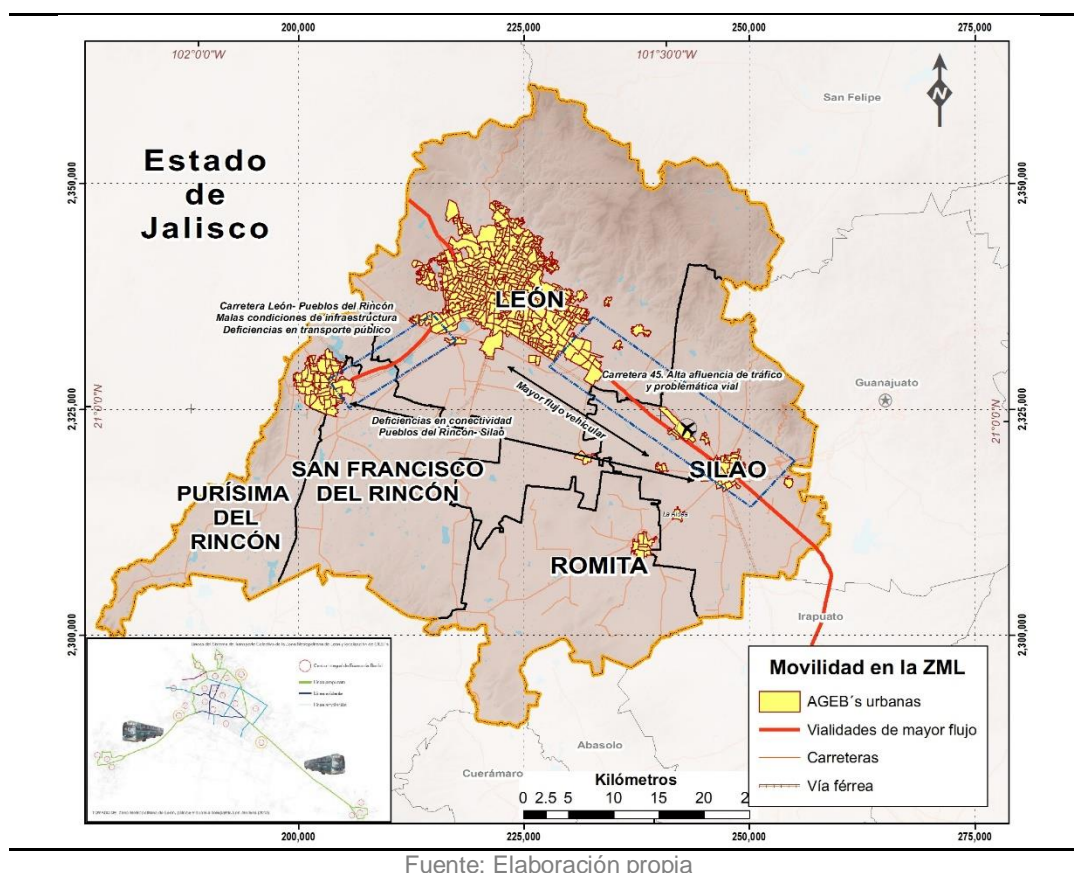 200,000
225,000
250,000
275,000
102°0'0"W
101°30'0"W
San Felipe
N
Estado
de
Jalisco
2,350,000
2,350,000
LEÓN
Carretera León- Pueblos del Rincón
Malas condiciones de infraestructura
Deficiencias en transporte público
Carretera 45. Alta afluencia de tráfico
y problemática vial
Guanajuato
Mayor flujo vehicular
2,325,000
2,325,000
21°0'0"N
21°0'0"N
Deficiencias en conectividad
Pueblos del Rincón- Silao
SILAO
SAN FRANCISCO
DEL RINCÓN
PURÍSIMA
DEL
RINCÓN
ROMITA
Irapuato
2,300,000
2,300,000
Abasolo
Cuerámaro
Kilómetros
0 2.5 5 10 15 20
Movilidad en la ZML
AGEB´s urbanas
Vialidades de mayor flujo
Carreteras
Vía férrea
200,000
225,000
250,000
275,000
Fuente: Elaboración propia